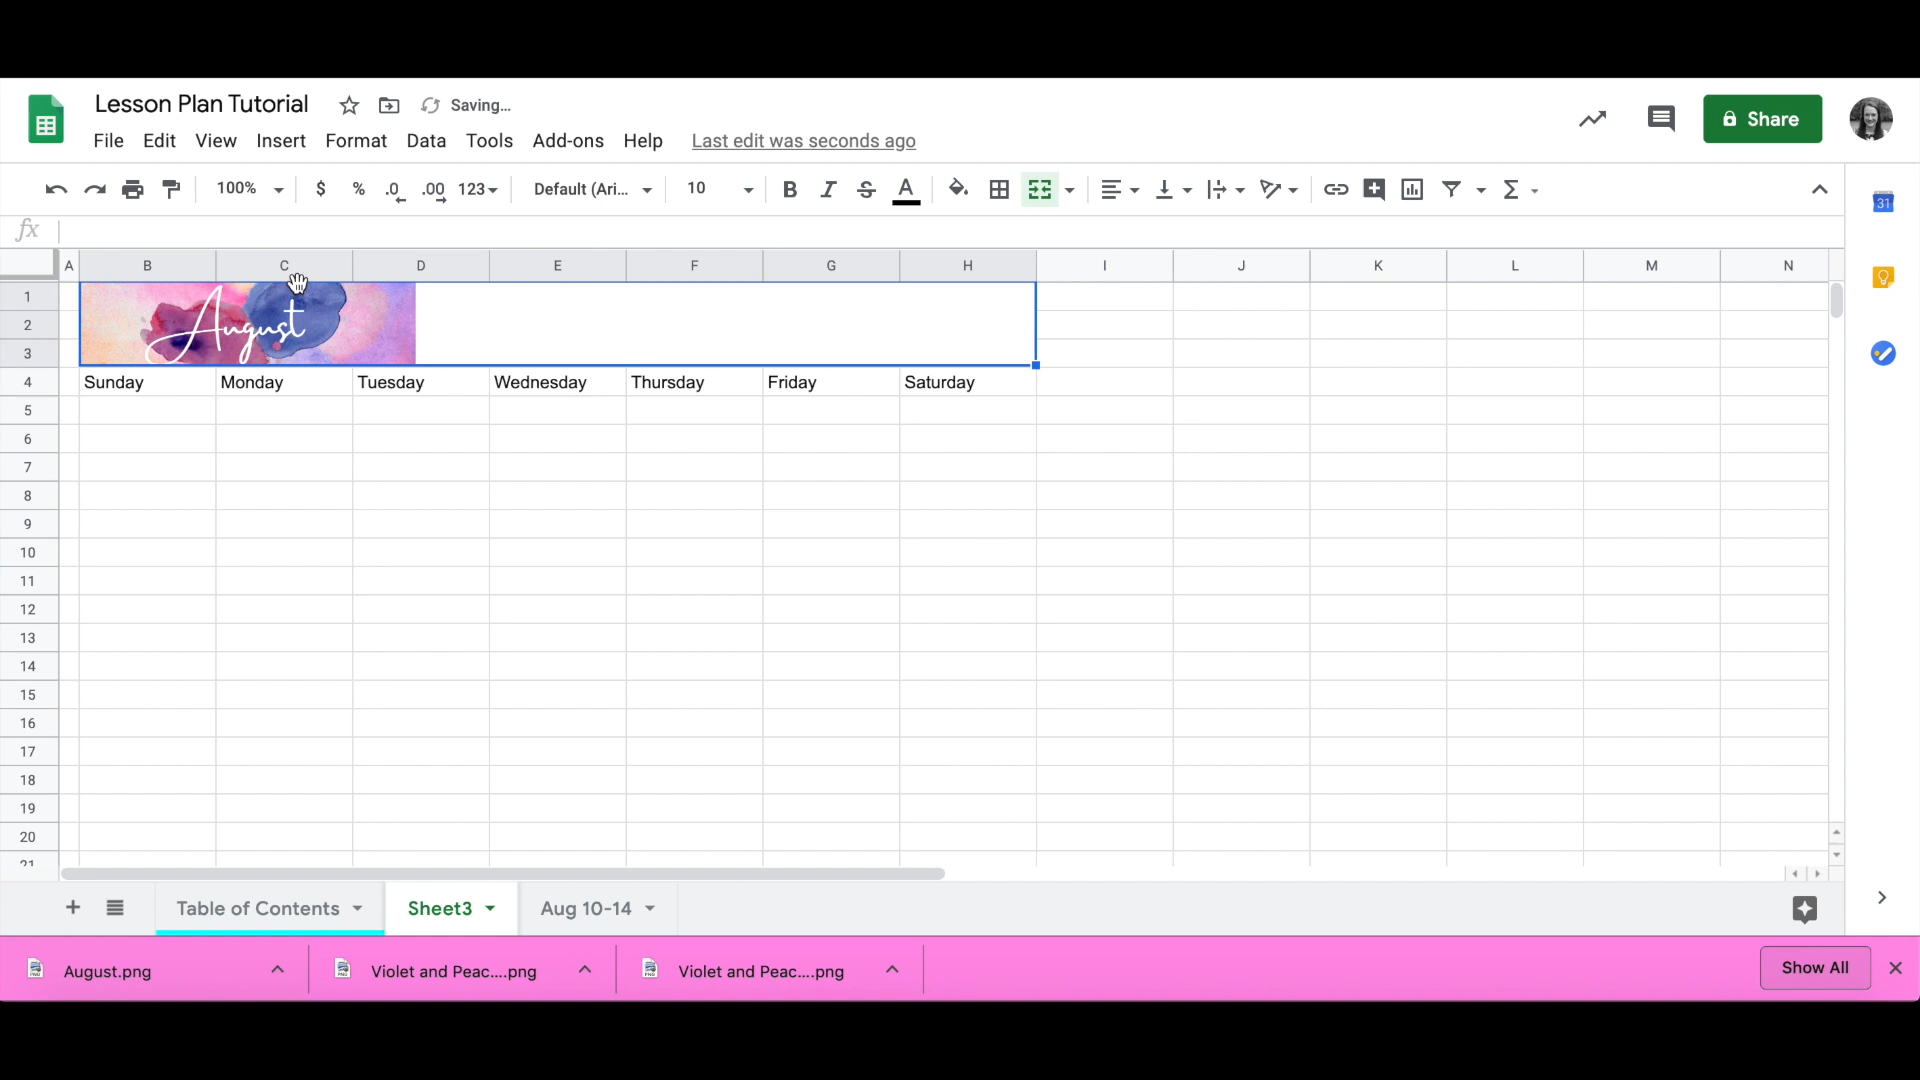 Lesson Plan Tutorial Saving...
File Edit View Insert Format Data Tools Add-ons Help Last edit was seconds ago
Share
100% $ % .0 .00 123 Default (Ari... 10 B I S A Σ
31
fx
A B C D E F G H I J K L M N
1
August
2
3
4 Sunday Monday Tuesday Wednesday Thursday Friday Saturday
5
6
7
8
9
10
11
12
13
14
15
16
17
18
19
20
21
Table of Contents Sheet3 Aug 10-14
August.png Violet and Peac....png Violet and Peac....png Show All